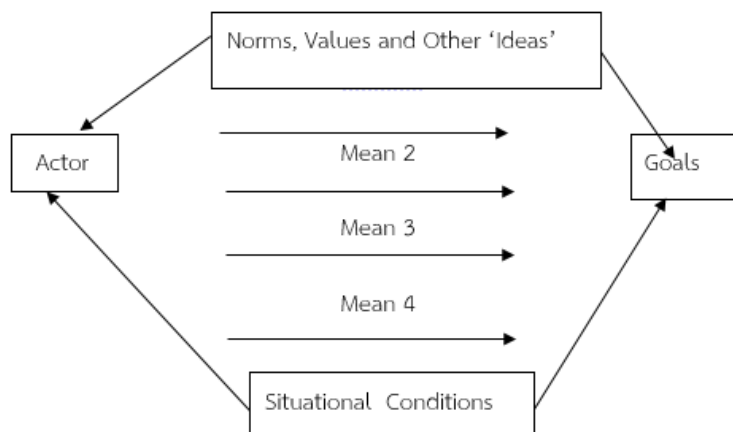 Norms, Values and Other ‘Ideas’
Mean 2
Actor
Goals
Mean 3
Mean 4
Situational Conditions